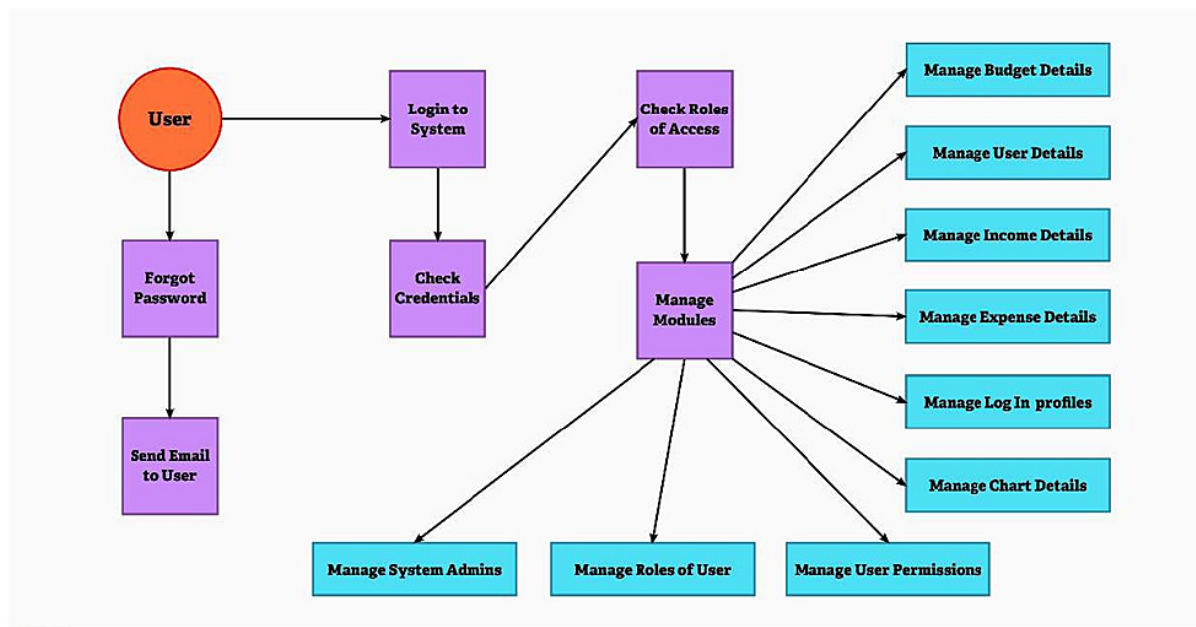 User
Login to
System
Check Roles
of Access
Manage Budget Details
Manage User Details
Manage Income Details
Forgot
Password
Check
Credentials
Manage
Modules
Manage Expense Details
Manage Log In profiles
Send Email
to User
Manage Chart Details
Manage System Admins
Manage Roles of User
Manage User Permissions